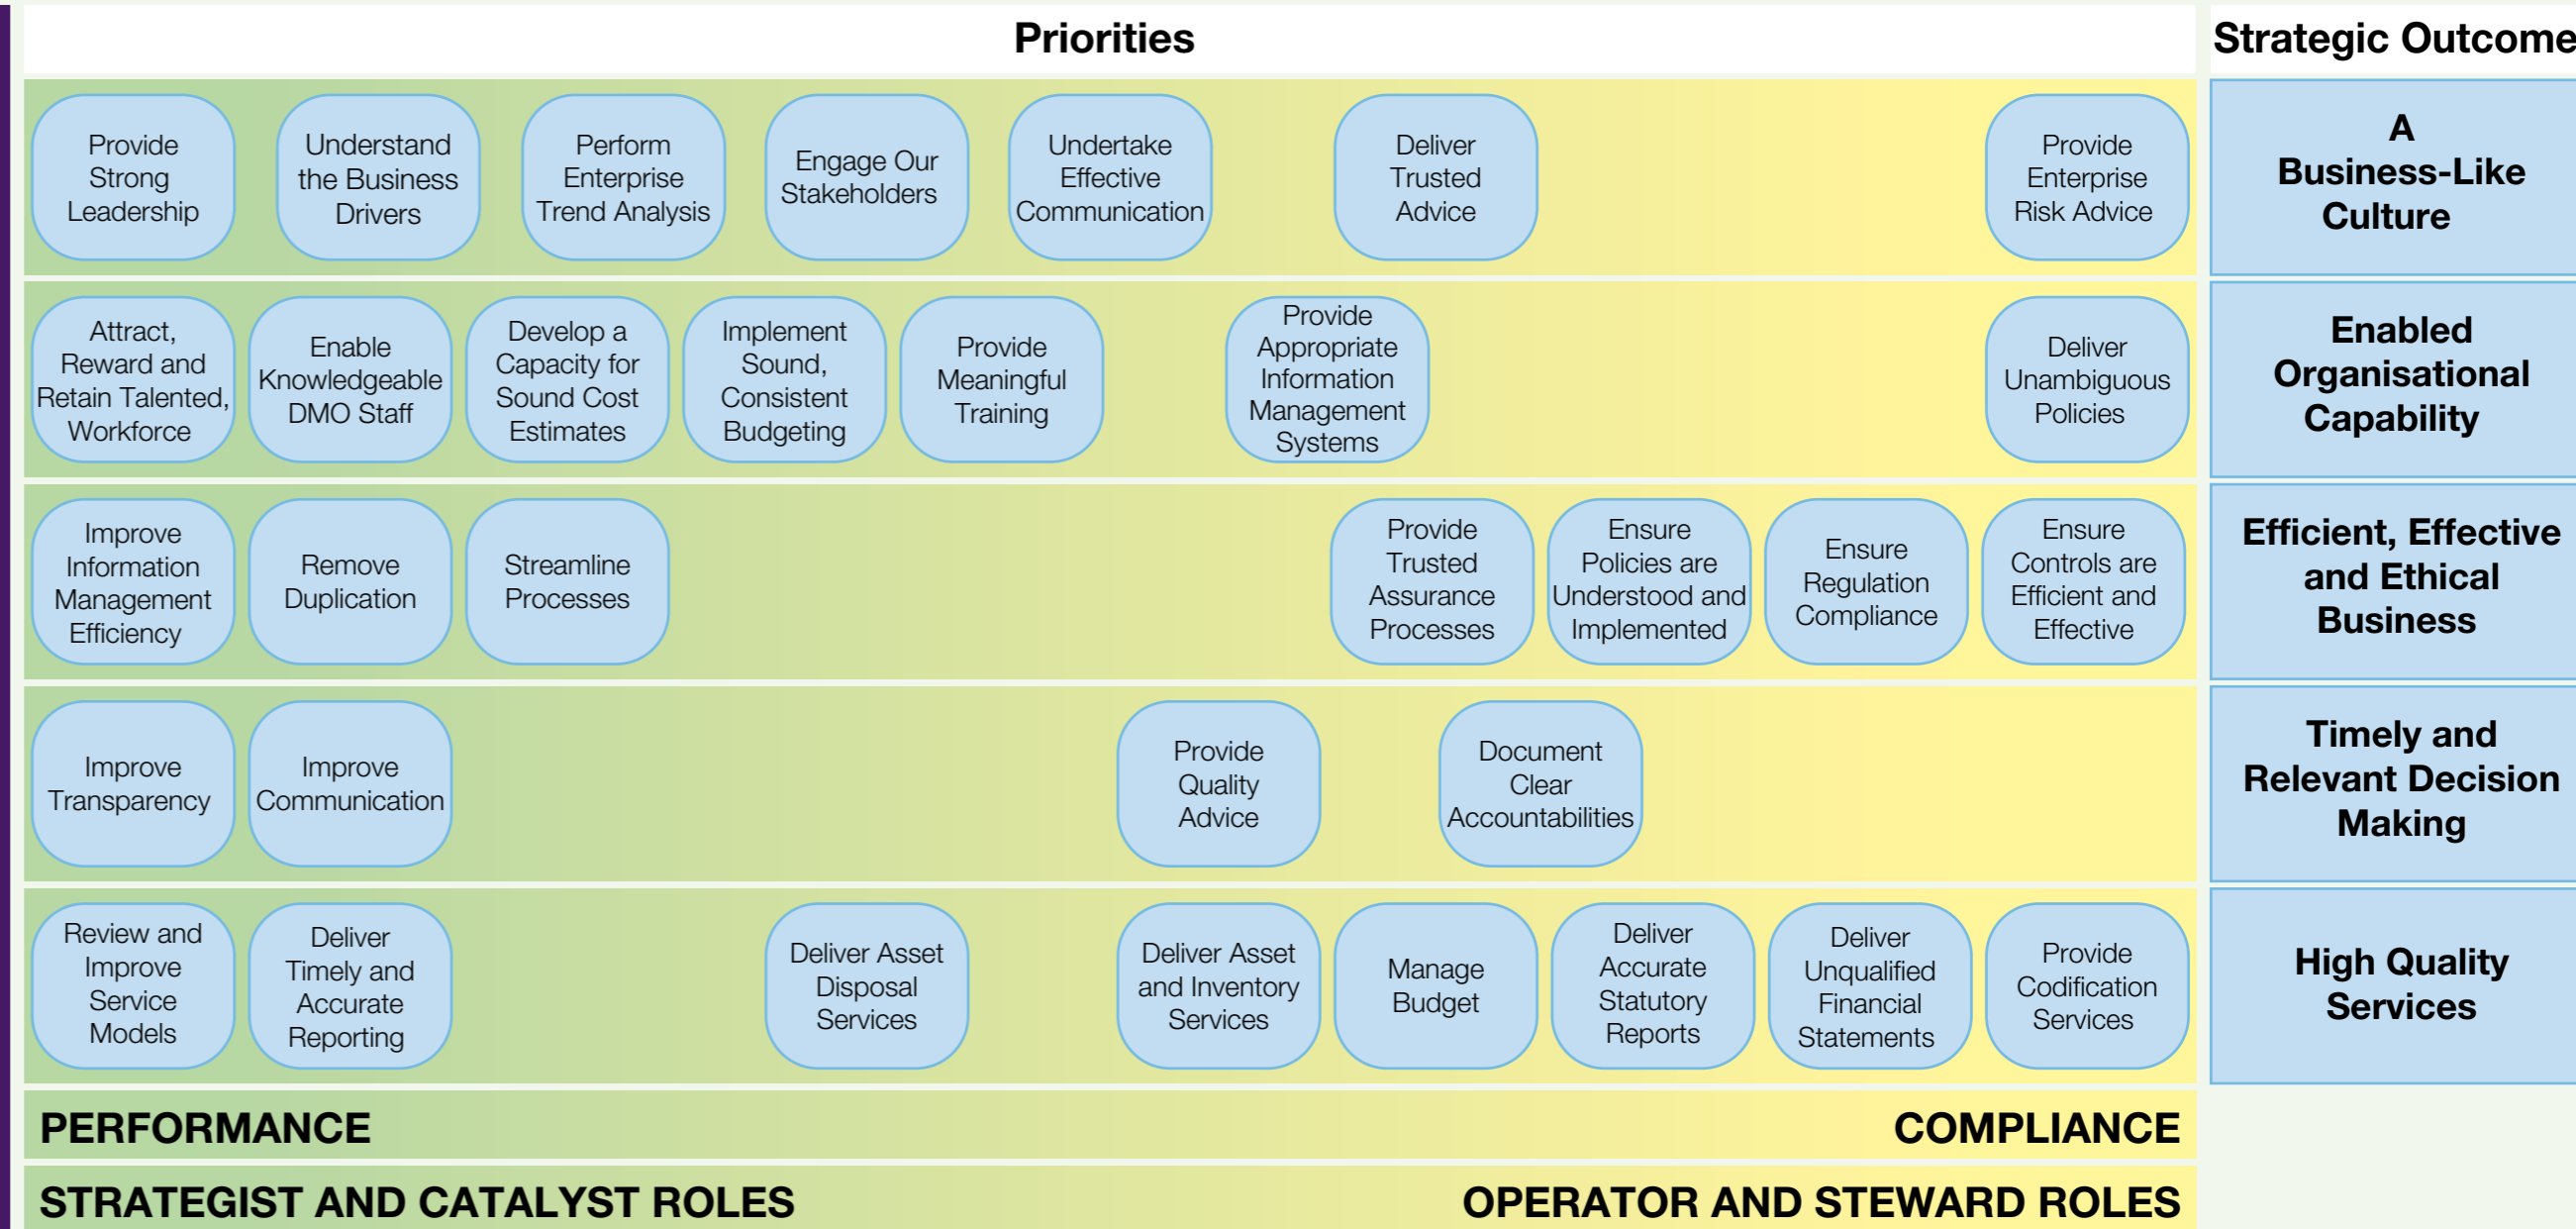 Priorities
Strategic Outcome
Provide
Strong
Leadership
Understand
the Business
Drivers
Perform
Enterprise
Trend Analysis
Engage Our
Stakeholders
Undertake
Effective
Communication
Deliver
Trusted
Advice
Provide
Enterprise
Risk Advice
A
Business-Like
Culture
Attract,
Reward and
Retain Talented,
Workforce
Enable
Knowledgeable
DMO Staff
Develop a
Capacity for
Sound Cost
Estimates
Implement
Sound,
Consistent
Budgeting
Provide
Meaningful
Training
Provide
Appropriate
Information
Management
Systems
Deliver
Unambiguous
Policies
Enabled
Organisational
Capability
Improve
Information
Management
Efficiency
Remove
Duplication
Streamline
Processes
Provide
Trusted
Assurance
Processes
Ensure
Policies are
Understood and
Implemented
Ensure
Regulation
Compliance
Ensure
Controls are
Efficient and
Effective
Efficient, Effective
and Ethical
Business
Improve
Transparency
Improve
Communication
Provide
Quality
Advice
Document
Clear
Accountabilities
Timely and
Relevant Decision
Making
Review and
Improve
Service
Models
Deliver
Timely and
Accurate
Reporting
Deliver Asset
Disposal
Services
Deliver Asset
and Inventory
Services
Manage
Budget
Deliver
Accurate
Statutory
Reports
Deliver
Unqualified
Financial
Statements
Provide
Codification
Services
High Quality
Services
PERFORMANCE
COMPLIANCE
STRATEGIST AND CATALYST ROLES
OPERATOR AND STEWARD ROLES